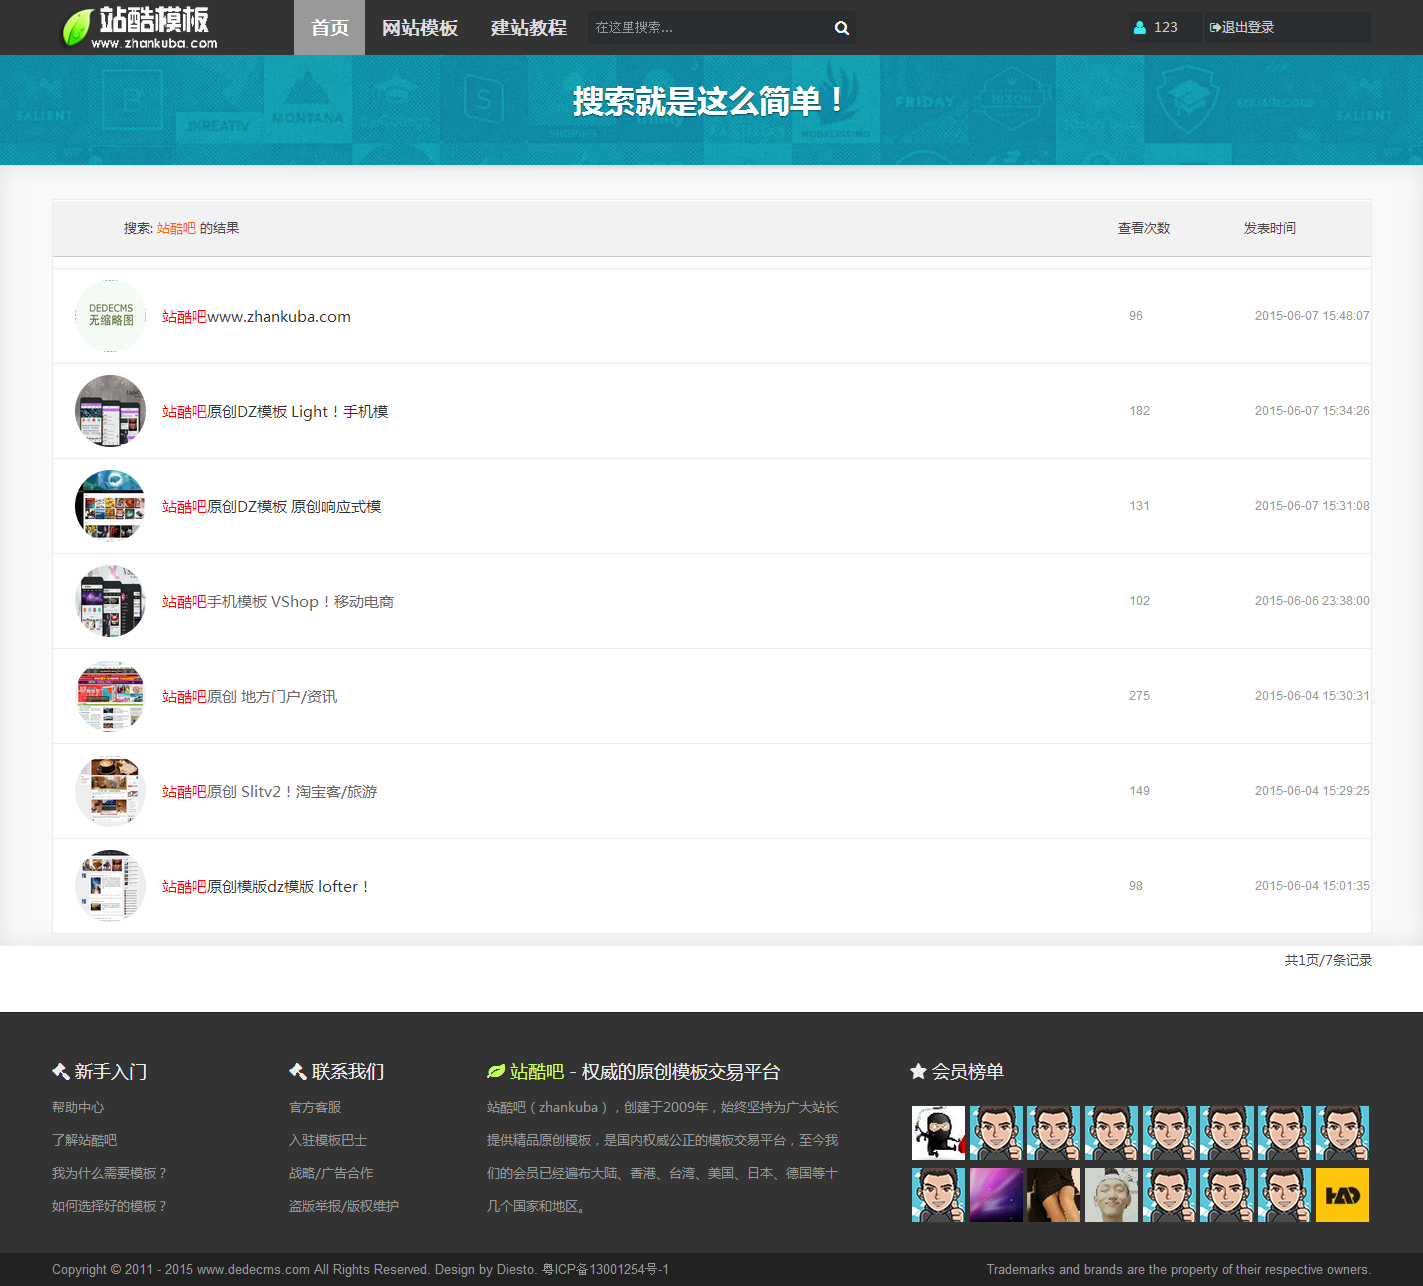 站酷模板
www.zhankuba.com
首页 网站模板 建站教程 在这里搜索... 123 退出登录
搜索就是这么简单！
搜索: 站酷吧 的结果 查看次数 发表时间
DEDECMS
无缩略图
站酷吧www.zhankuba.com 96 2015-06-07 15:48:07
站酷吧原创DZ模板 Light！手机模 182 2015-06-07 15:34:26
站酷吧原创DZ模板 原创响应式模 131 2015-06-07 15:31:08
站酷吧手机模板 VShop！移动电商 102 2015-06-06 23:38:00
站酷吧原创 地方门户/资讯 275 2015-06-04 15:30:31
站酷吧原创 Slitv2！淘宝客/旅游 149 2015-06-04 15:29:25
站酷吧原创模版dz模版 lofter！ 98 2015-06-04 15:01:35
共1页/7条记录
新手入门 联系我们 站酷吧 - 权威的原创模板交易平台 会员榜单
帮助中心 官方客服 站酷吧（zhankuba），创建于2009年，始终坚持为广大站长
了解站酷吧 入驻模板巴士 提供精品原创模板，是国内权威公正的模板交易平台，至今我
我为什么需要模板？ 战略/广告合作 们的会员已经遍布大陆、香港、台湾、美国、日本、德国等十
如何选择好的模板？ 盗版举报/版权维护 几个国家和地区。
Copyright © 2011 - 2015 www.dedecms.com All Rights Reserved. Design by Diesto. 粤ICP备13001254号-1 Trademarks and brands are the property of their respective owners.